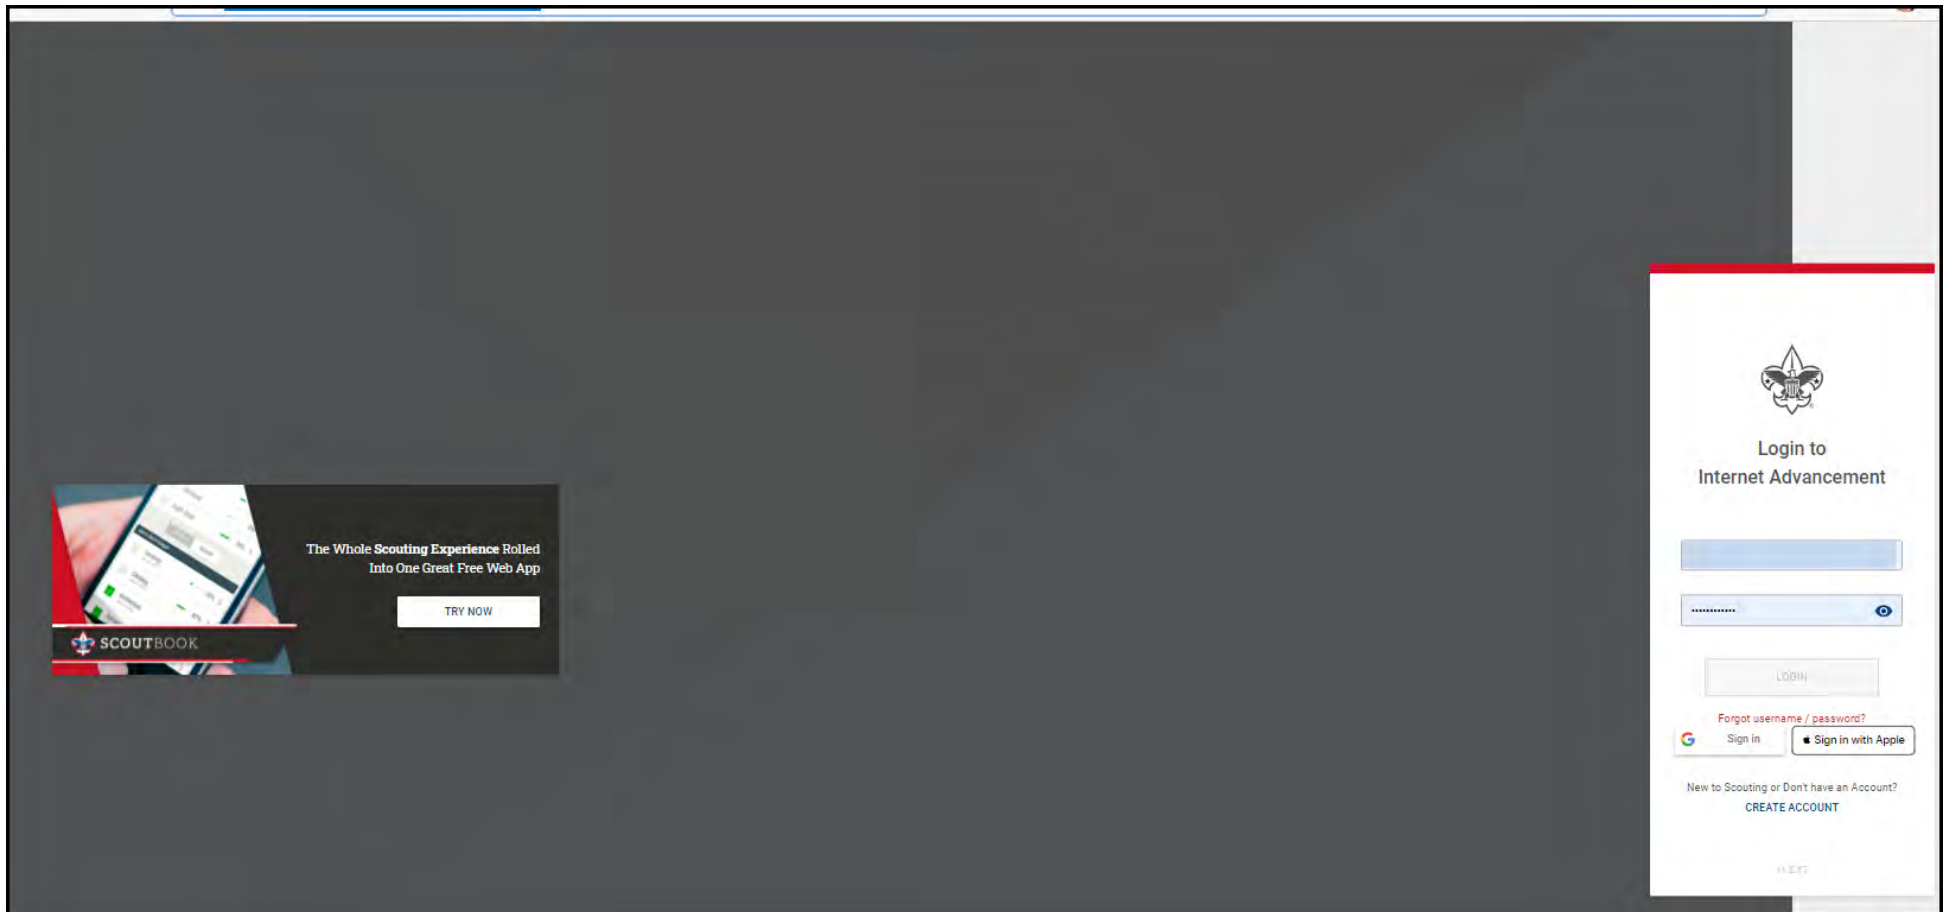 The Whole Scouting Experience Rolled
Into One Great Free Web App
TRY NOW
SCOUTBOOK
Login to
Internet Advancement
............
LOGIN
Forgot username / password?
Sign in
Sign in with Apple
New to Scouting or Don't have an Account?
CREATE ACCOUNT